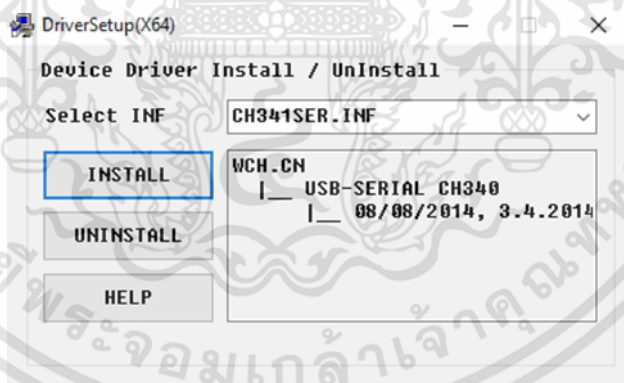 DriverSetup(X64)
Device Driver Install / UnInstall
Select INF
CH341SER.INF
INSTALL
UNINSTALL
HELP
WCH.CN
|__ USB-SERIAL CH340
|__ 08/08/2014, 3.4.2014